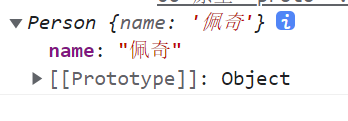 Person {name: '佩奇'}
name: "佩奇"
[[Prototype]]: Object